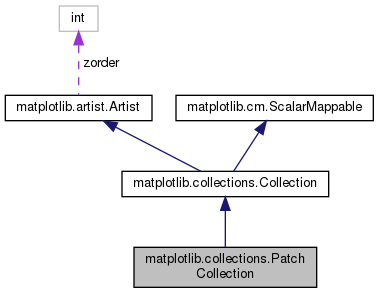 int
zorder
matplotlib.artist.Artist
matplotlib.cm.ScalarMappable
matplotlib.collections.Collection
matplotlib.collections.Patch
Collection